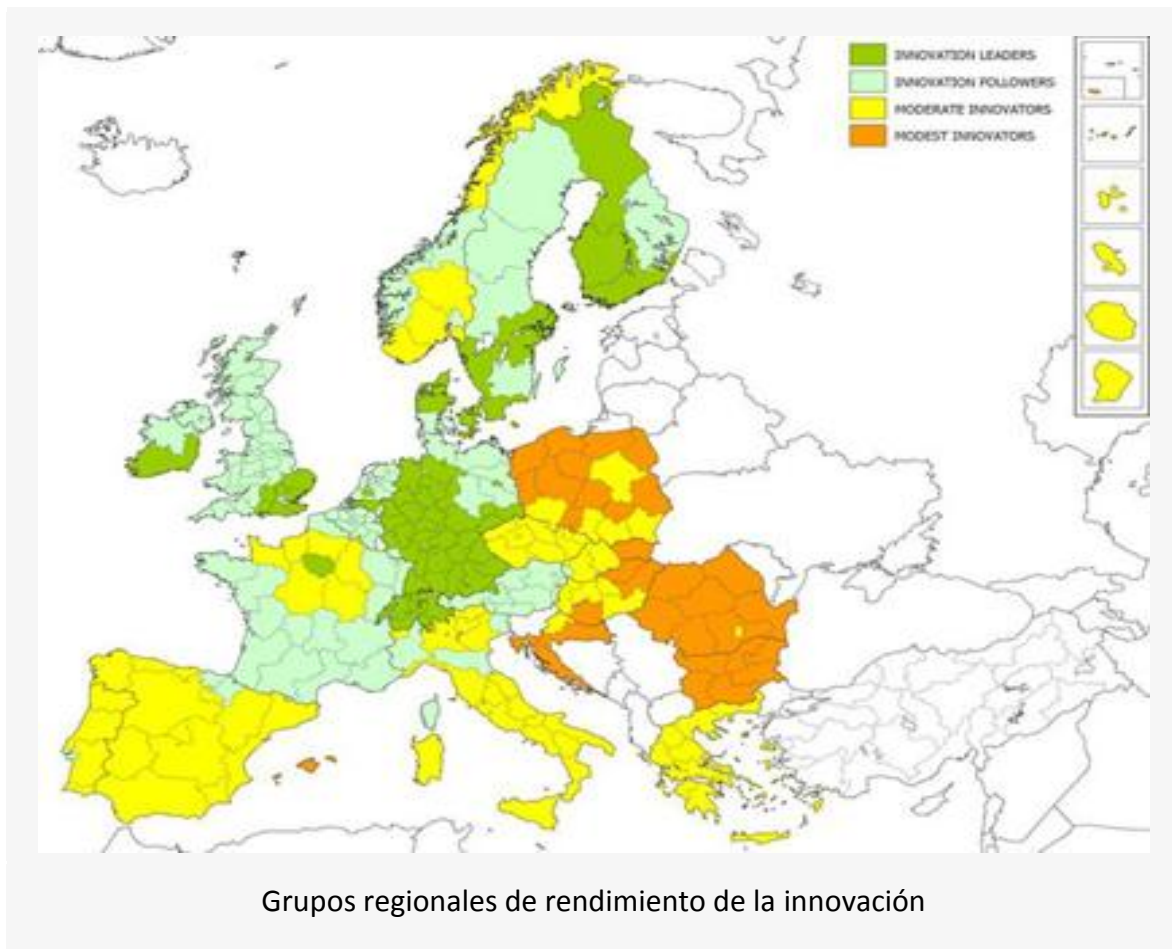 INNOVATION LEADERS
INNOVATION FOLLOWERS
MODERATE INNOVATORS
MODEST INNOVATORS
Grupos regionales de rendimiento de la innovación